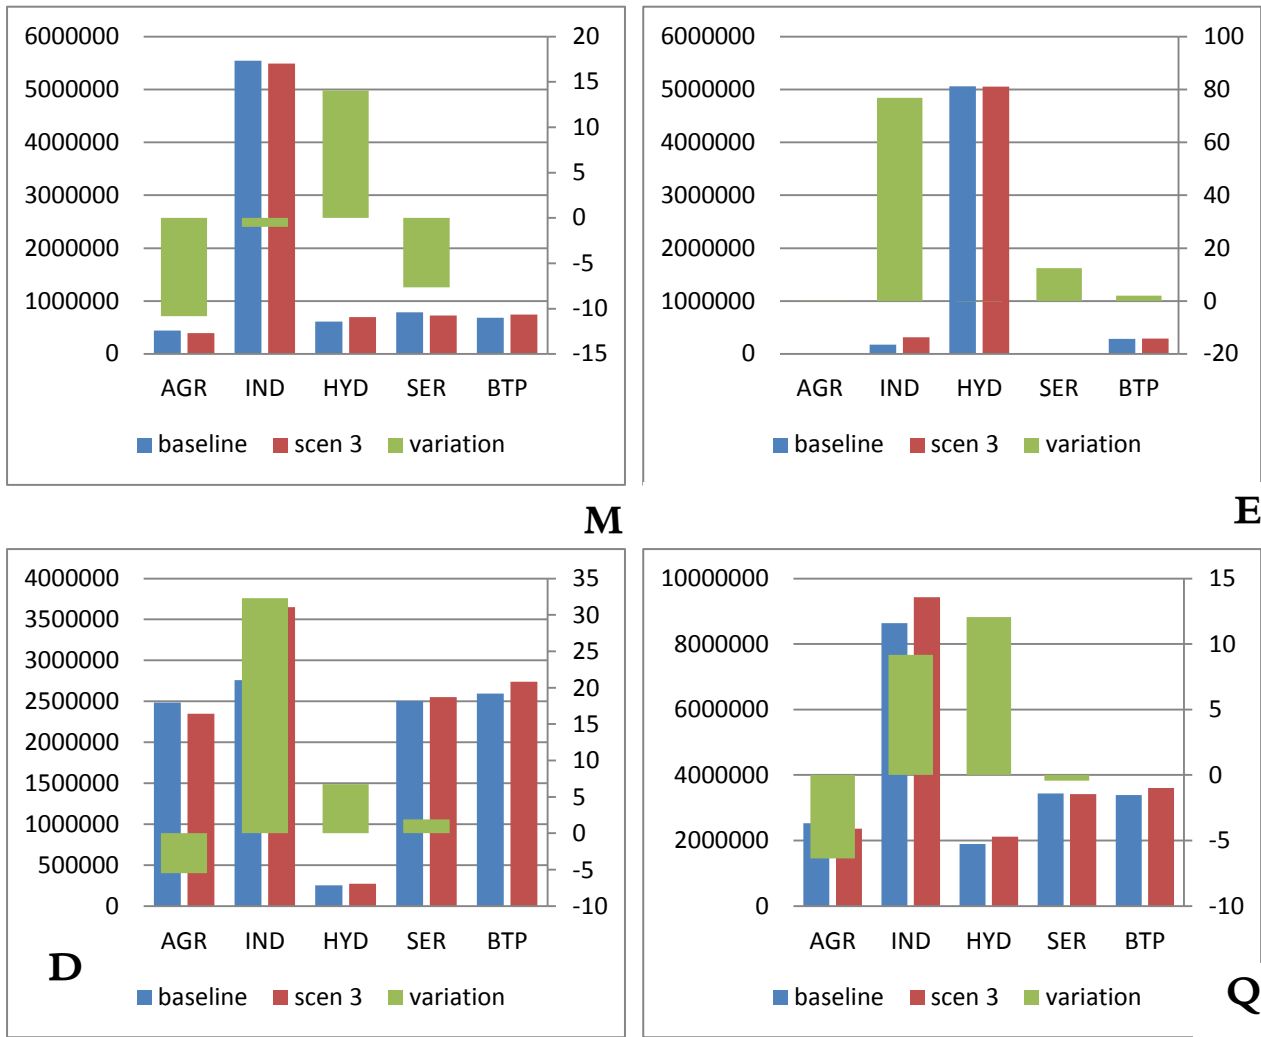 6000000 20
5000000 15
4000000 10
3000000 5
2000000 0
1000000 -5
0 -10
-15
AGR IND HYD SER BTP
baseline scen 3 variation
M
6000000 100
5000000 80
4000000 60
3000000 40
2000000 20
1000000 0
0 -20
AGR IND HYD SER BTP
baseline scen 3 variation
E
4000000 35
3500000 30
3000000 25
2500000 20
2000000 15
1500000 10
1000000 5
500000 0
0 -5
-10
AGR IND HYD SER BTP
D
baseline scen 3 variation
10000000 15
8000000 10
6000000 5
4000000 0
2000000 -5
0 -10
AGR IND HYD SER BTP
baseline scen 3 variation
Q